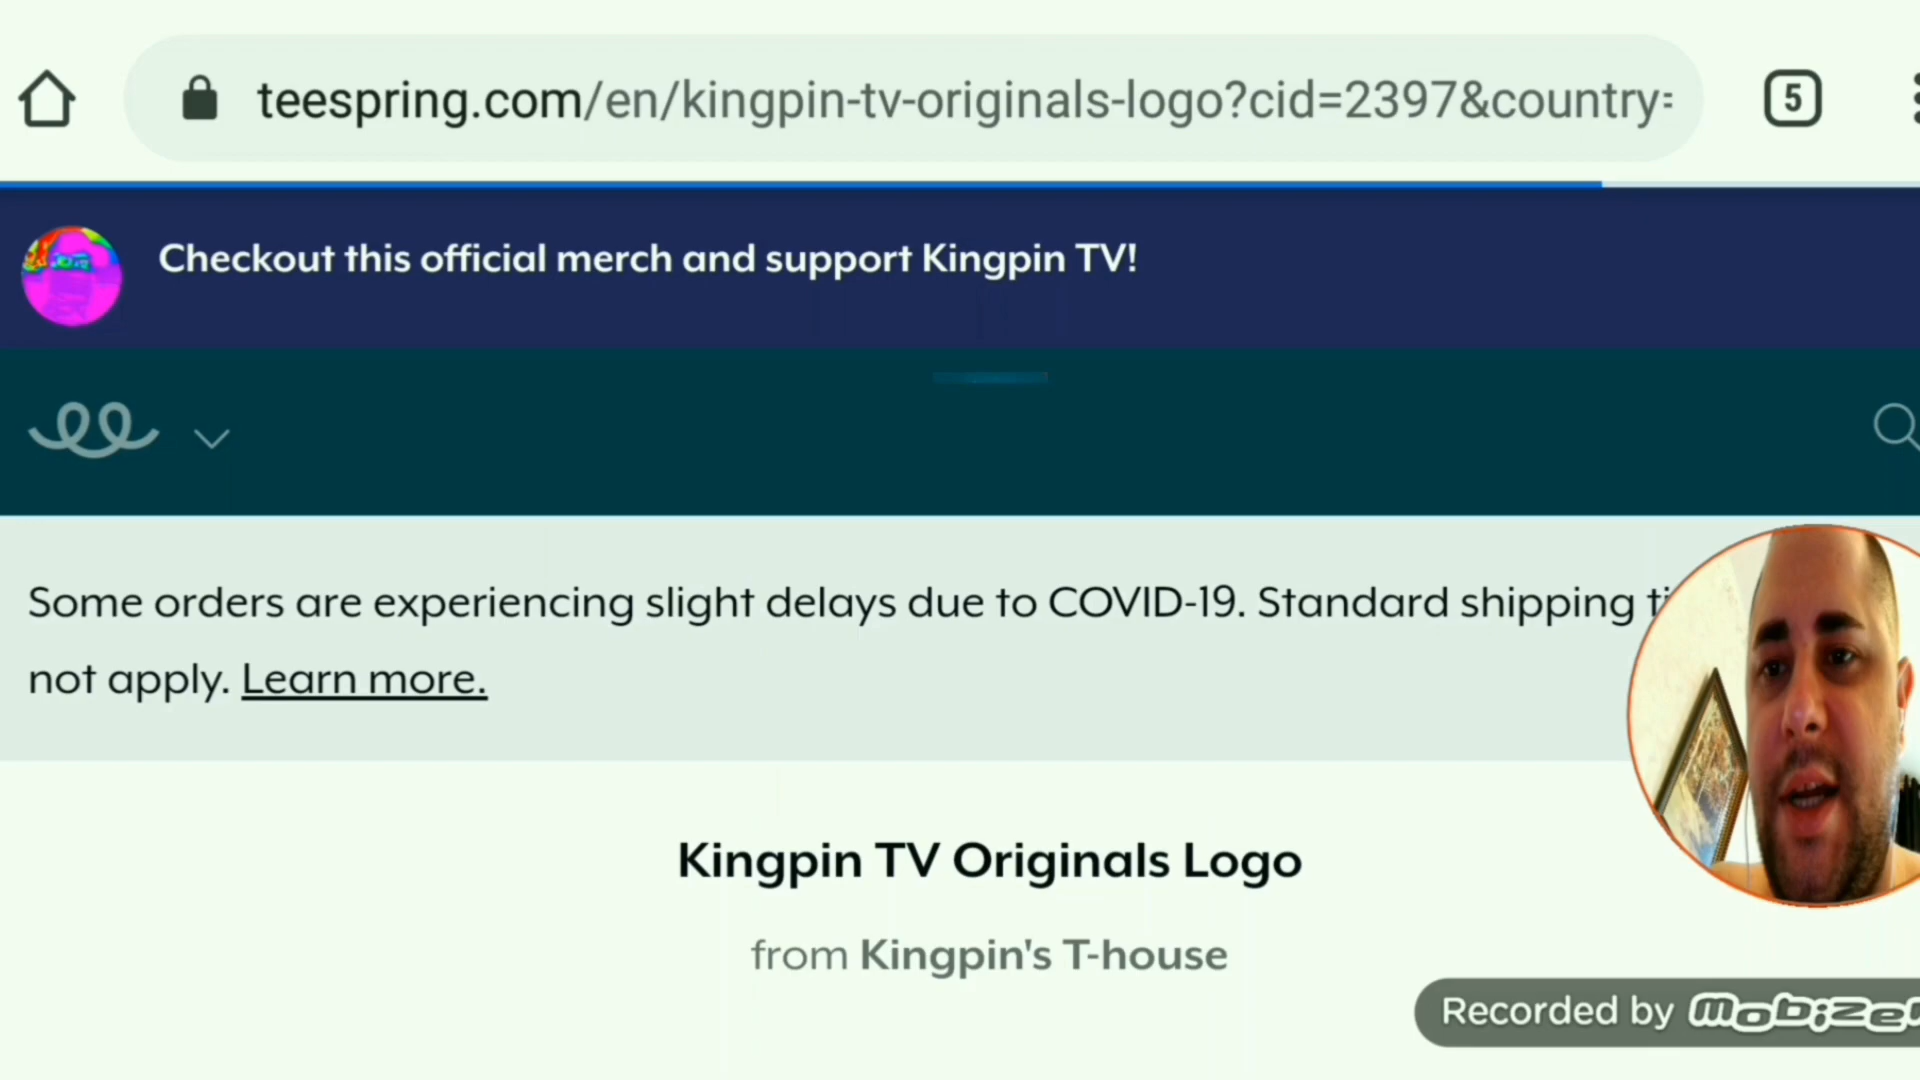 teespring.com/en/kingpin-tv-originals-logo?cid=2397&country=
5
Checkout this official merch and support Kingpin TV!
Some orders are experiencing slight delays due to COVID-19. Standard shipping
not apply. Learn more.
Kingpin TV Originals Logo
from Kingpin's T-house
Recorded by